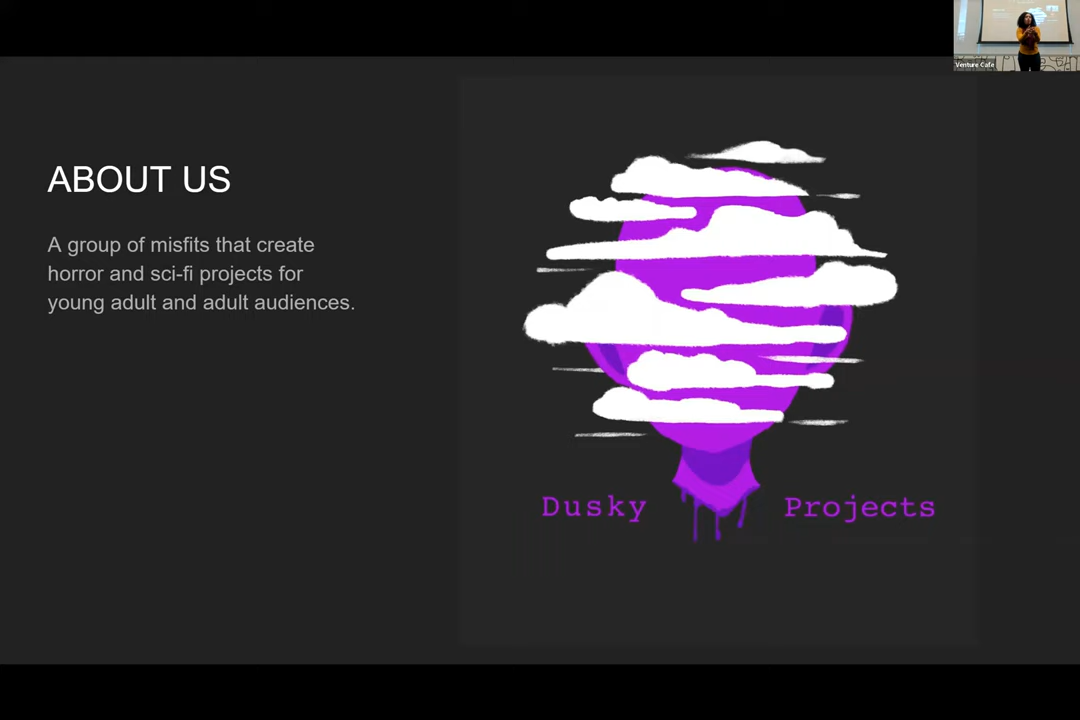 ABOUT US
A group of misfits that create
horror and sci-fi projects for
young adult and adult audiences.
Dusky Projects
Venture Cafe